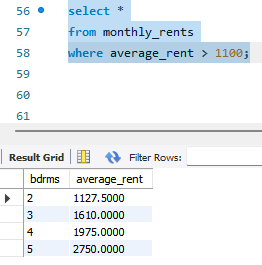 56 select *
57 from monthly_rents
58 where average_rent > 1100;
59
60
61
Result Grid Filter Rows:
bdrms average_rent
2 1127.5000
3 1610.0000
4 1975.0000
5 2750.0000